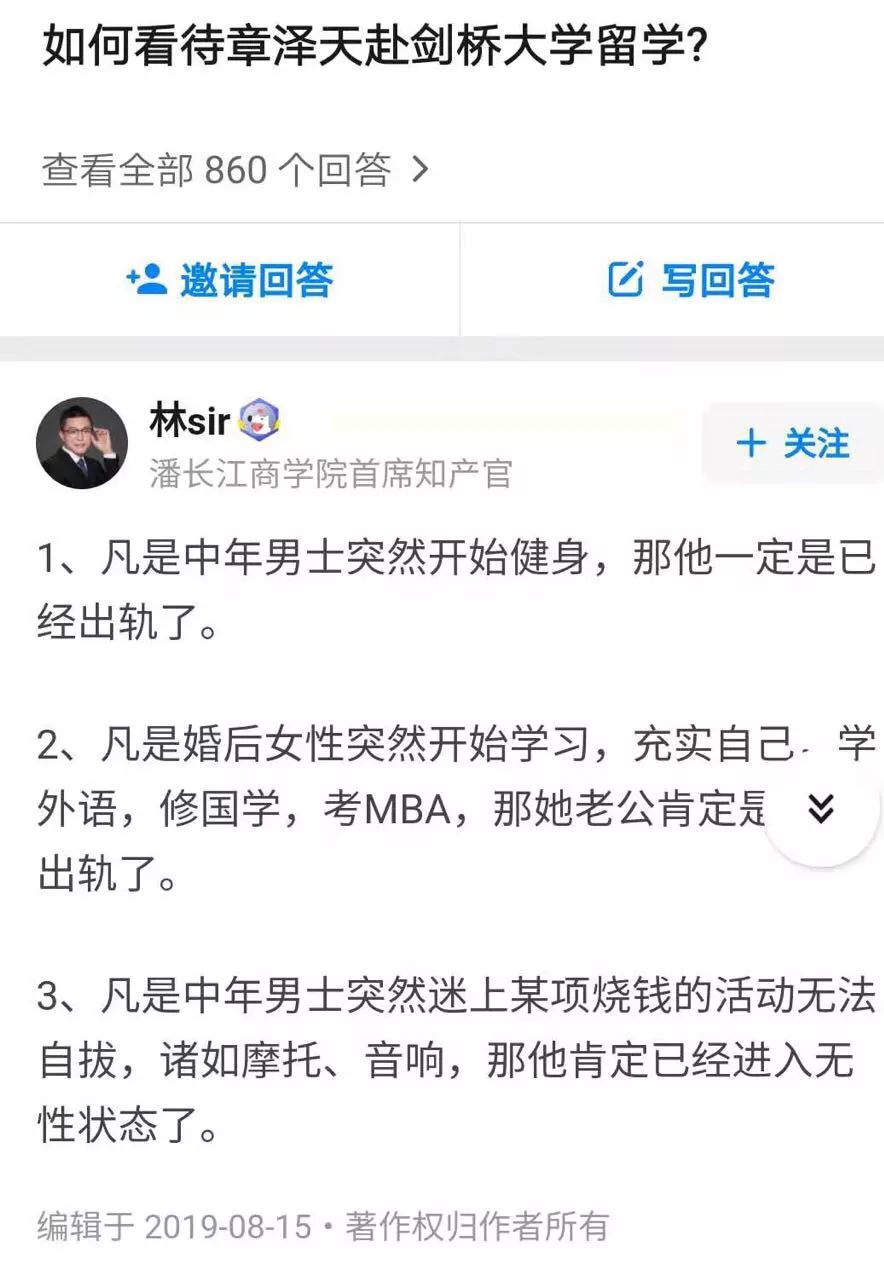 如何看待章泽天赴剑桥大学留学?
查看全部 860 个回答
邀请回答
写回答
林sir
潘长江商学院首席知产官
关注
1、凡是中年男士突然开始健身，那他一定是已
经出轨了。
2、凡是婚后女性突然开始学习，充实自己 学
外语，修国学，考MBA，那她老公肯定是
出轨了。
3、凡是中年男士突然迷上某项烧钱的活动无法
自拔，诸如摩托、音响，那他肯定已经进入无
性状态了。
编辑于 2019-08-15 · 著作权归作者所有